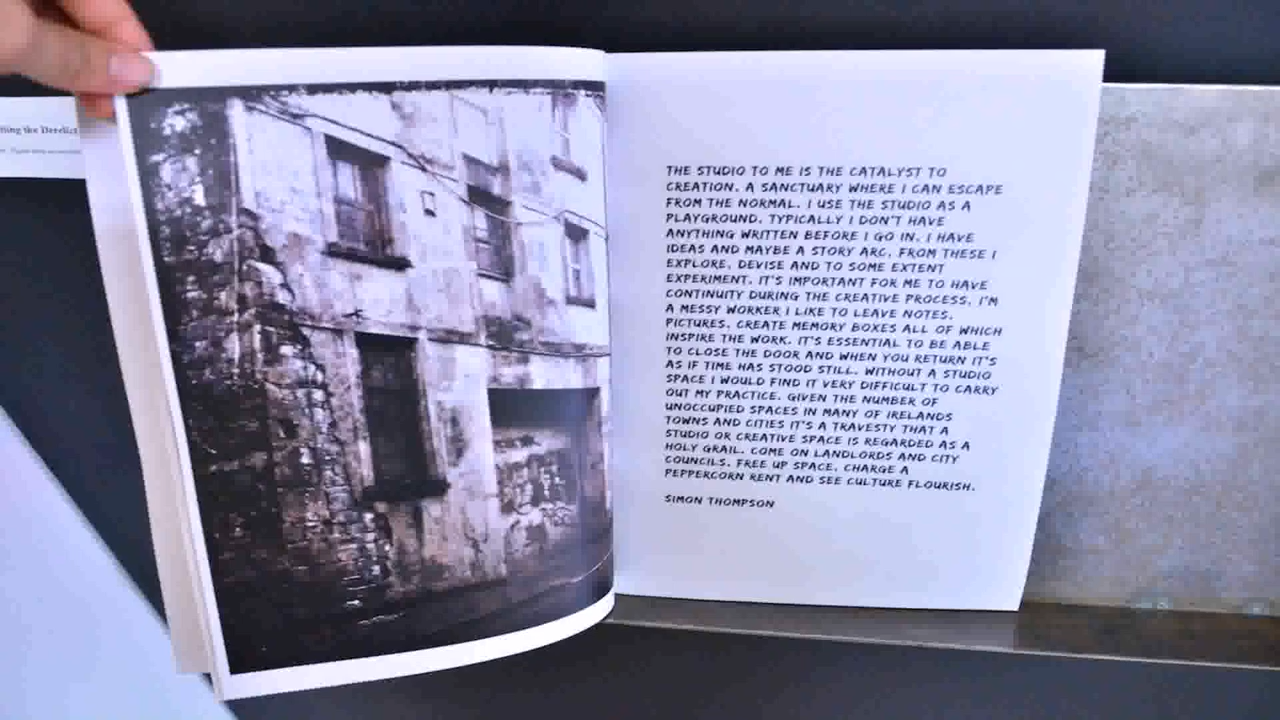 ting the Derelict
THE STUDIO TO ME IS THE CATALYST TO
CREATION. A SANCTUARY WHERE I CAN ESCAPE
FROM THE NORMAL. I USE THE STUDIO AS A
PLAYGROUND. TYPICALLY I DON'T HAVE
ANYTHING WRITTEN BEFORE I GO IN. I HAVE
IDEAS AND MAYBE A STORY ARC. FROM THESE I
EXPLORE, DEVISE AND TO SOME EXTENT
EXPERIMENT. IT'S IMPORTANT FOR ME TO HAVE
CONTINUITY DURING THE CREATIVE PROCESS. I'M
A MESSY WORKER I LIKE TO LEAVE NOTES,
PICTURES, CREATE MEMORY BOXES ALL OF WHICH
INSPIRE THE WORK. IT'S ESSENTIAL TO BE ABLE
TO CLOSE THE DOOR AND WHEN YOU RETURN IT'S
AS IF TIME HAS STOOD STILL. WITHOUT A STUDIO
SPACE I WOULD FIND IT VERY DIFFICULT TO CARRY
OUT MY PRACTICE. GIVEN THE NUMBER OF
UNOCCUPIED SPACES IN MANY OF IRELANDS
TOWNS AND CITIES IT'S A TRAVESTY THAT A
STUDIO OR CREATIVE SPACE IS REGARDED AS A
HOLY GRAIL. COME ON LANDLORDS AND CITY
COUNCILS. FREE UP SPACE, CHARGE A
PEPPERCORN RENT AND SEE CULTURE FLOURISH.
SIMON THOMPSON